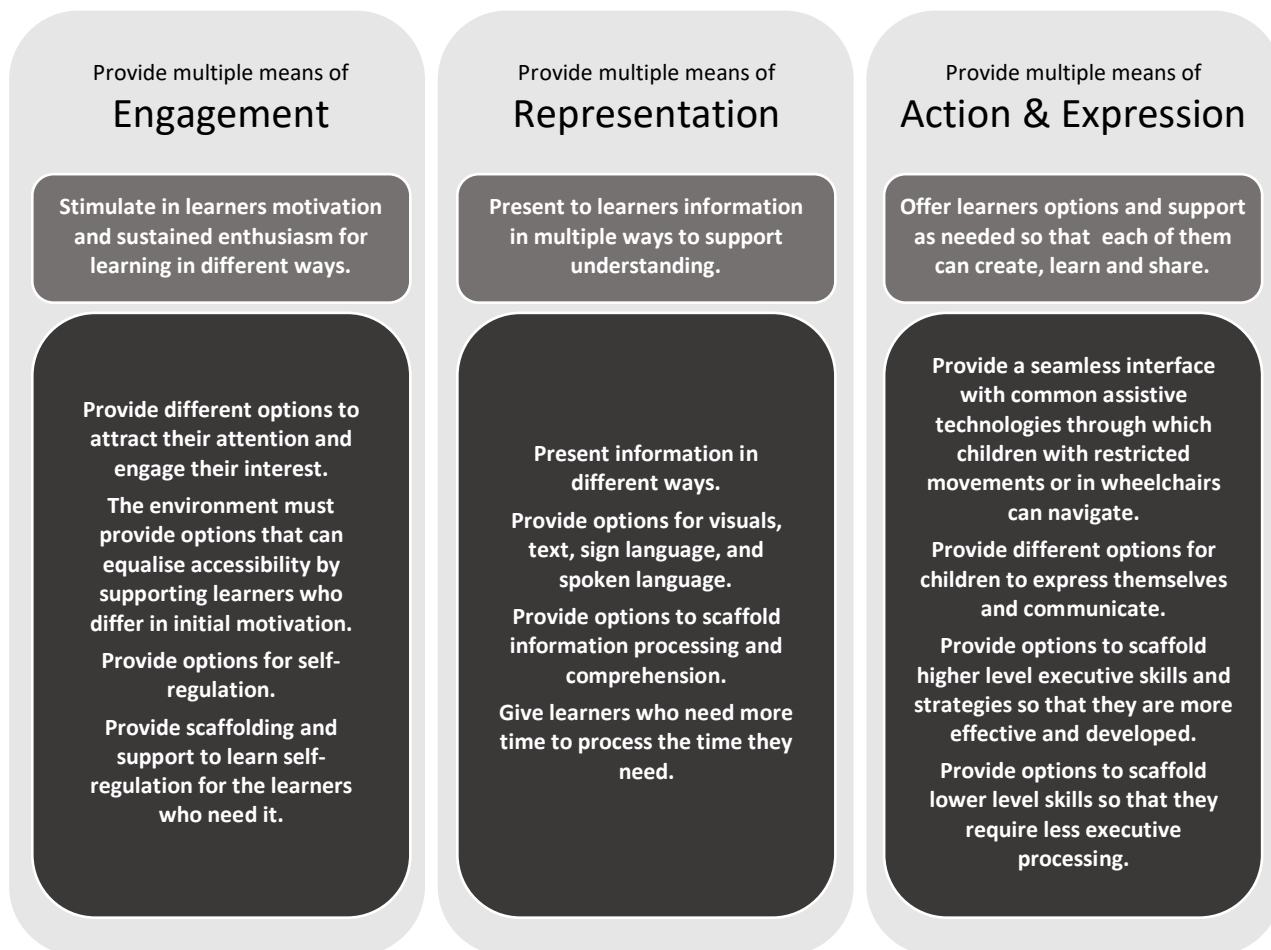 Provide multiple means of
Engagement
Stimulate in learners motivation
and sustained enthusiasm for
learning in different ways.
Provide different options to
attract their attention and
engage their interest.
The environment must
provide options that can
equalise accessibility by
supporting learners who
differ in initial motivation.
Provide options for self-
regulation.
Provide scaffolding and
support to learn self-
regulation for the learners
who need it.
Provide multiple means of
Representation
Present to learners information
in multiple ways to support
understanding.
Present information in
different ways.
Provide options for visuals,
text, sign language, and
spoken language.
Provide options to scaffold
information processing and
comprehension.
Give learners who need more
time to process the time they
need.
Provide multiple means of
Action & Expression
Offer learners options and support
as needed so that each of them
can create, learn and share.
Provide a seamless interface
with common assistive
technologies through which
children with restricted
movements or in wheelchairs
can navigate.
Provide different options for
children to express themselves
and communicate.
Provide options to scaffold
higher level executive skills and
strategies so that they are more
effective and developed.
Provide options to scaffold
lower level skills so that they
require less executive
processing.